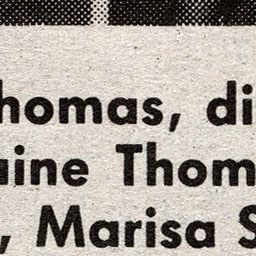 homas, di
aine Thom
, Marisa S